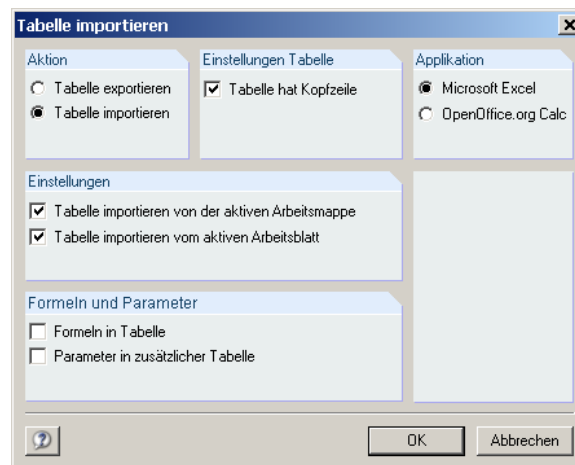 Tabelle importieren
Aktion
Tabelle exportieren
Tabelle importieren
Einstellungen Tabelle
Tabelle hat Kopfzeile
Applikation
Microsoft Excel
OpenOffice.org Calc
Einstellungen
Tabelle importieren von der aktiven Arbeitsmappe
Tabelle importieren vom aktiven Arbeitsblatt
Formeln und Parameter
Formeln in Tabelle
Parameter in zusätzlicher Tabelle
OK
Abbrechen